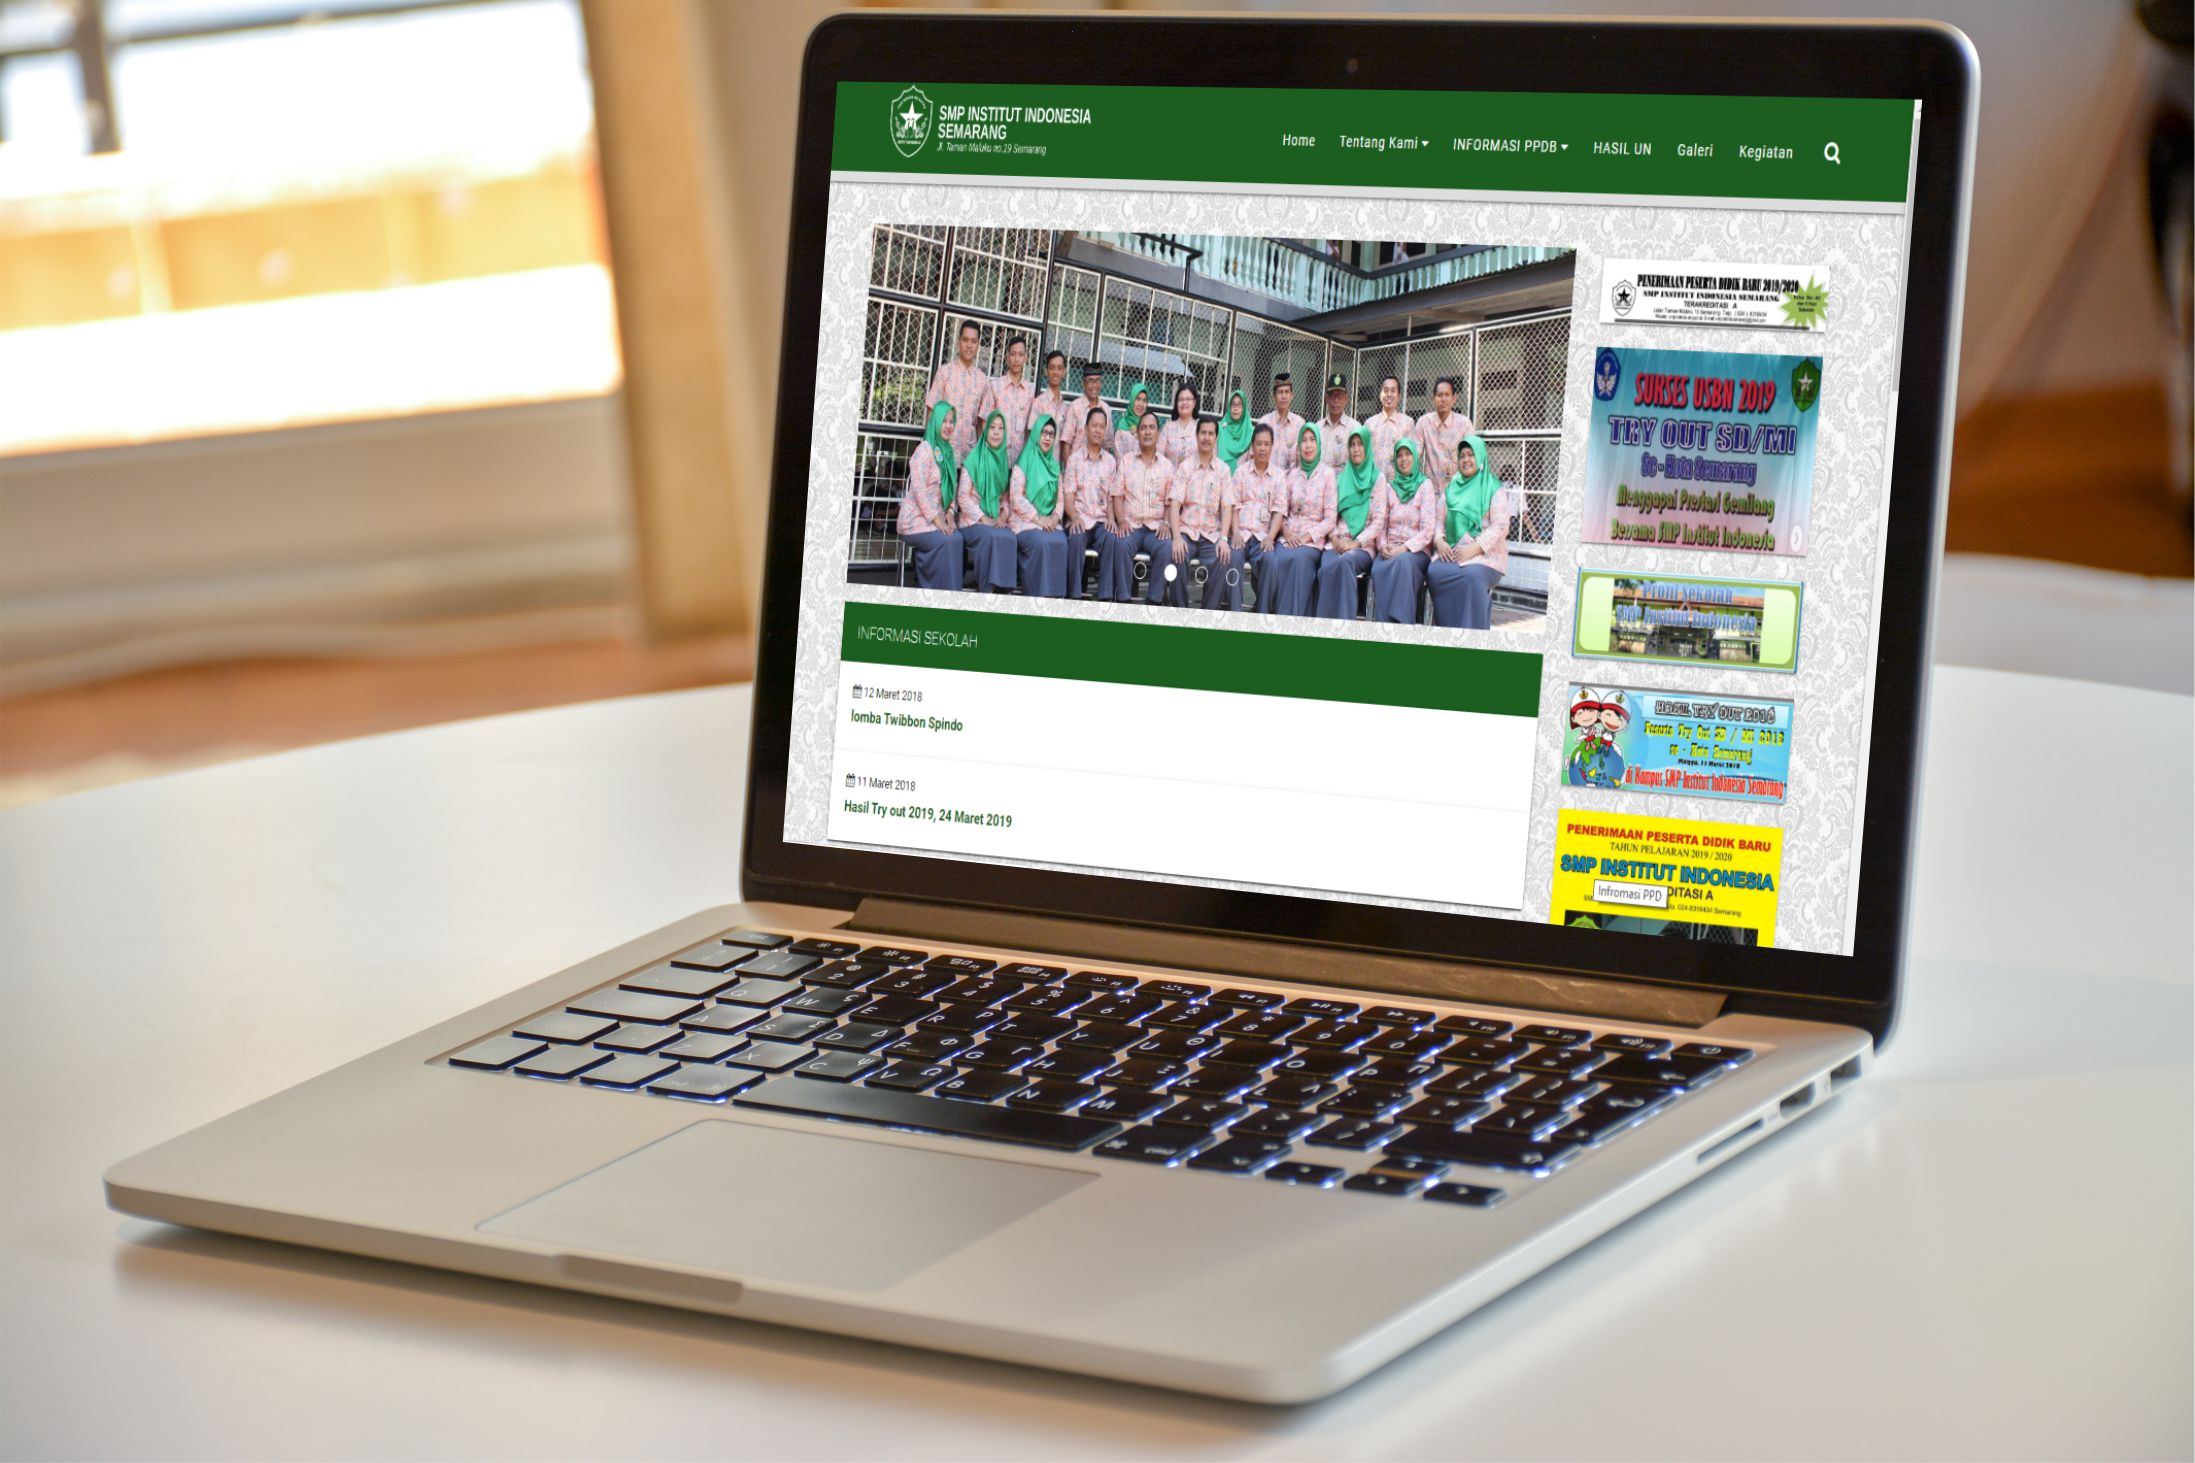 SMP INSTITUT INDONESIA
SEMARANG
Jl. Taman Maluku no.19 Semarang
Home Tentang Kami INFORMASI PPDB HASIL UN Galeri Kegiatan
PENERIMAAN PESERTA DIDIK BARU 2019/2020
SMP INSTITUT INDONESIA SEMARANG
TERAKREDITASI A
SUKSES USBN 2019
TRY OUT SD/MI
Se - Kota Semarang
Menggapai Prestasi Gemilang
Bersama SMP Institut Indonesia
Profil Sekolah
SMP Institut Indonesia
HASIL TRY OUT 2018
Peserta Try Out SD / MI 2018
se - Kota Semarang
Minggu, 11 Maret 2018
di Kampus SMP Institut Indonesia Semarang
PENERIMAAN PESERTA DIDIK BARU
TAHUN PELAJARAN 2019 / 2020
SMP INSTITUT INDONESIA
DITASI A
024-8318434 Semarang
Infromasi PPD
INFORMASI SEKOLAH
12 Maret 2018
lomba Twibbon Spindo
11 Maret 2018
Hasil Try out 2019, 24 Maret 2019